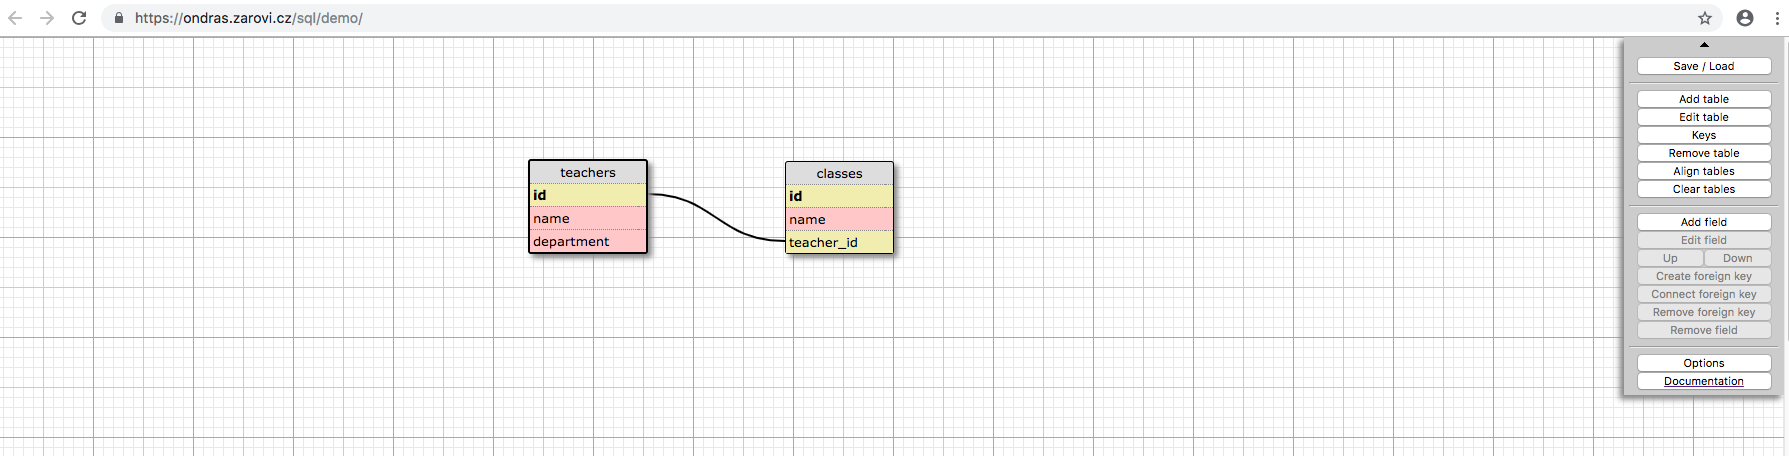 https://ondras.zarovi.cz/sql/demo/
teachers
id
name
department
classes
id
name
teacher_id
Save / Load
Add table
Edit table
Keys
Remove table
Align tables
Clear tables
Add field
Edit field
Up Down
Create foreign key
Connect foreign key
Remove foreign key
Remove field
Options
Documentation